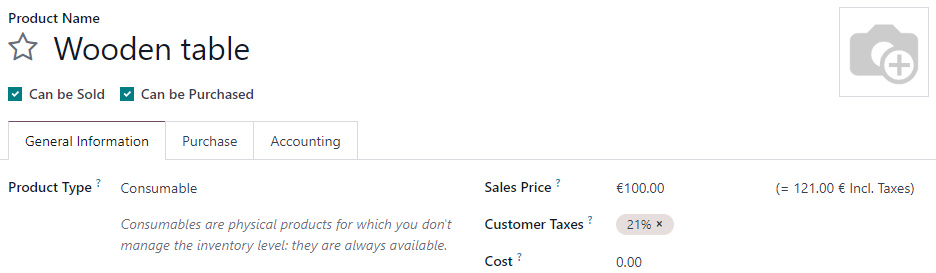 Product Name
Wooden table
Can be Sold Can be Purchased
General Information Purchase Accounting
Product Type ? Consumable
Consumables are physical products for which you don't
manage the inventory level: they are always available.
Sales Price ? €100.00 (= 121.00 € Incl. Taxes)
Customer Taxes ? 21% ×
Cost ? 0.00